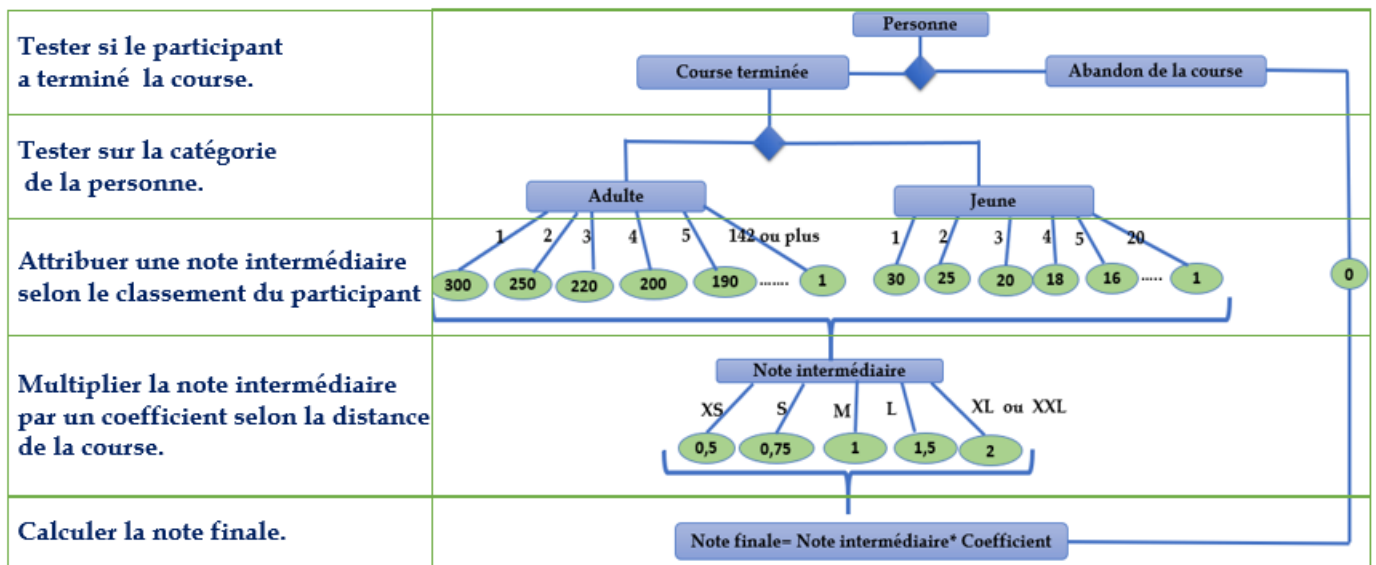 Tester si le participant
a terminé la course.
Personne
Course terminée
Abandon de la course
Tester sur la catégorie
de la personne.
Adulte
Jeune
Attribuer une note intermédiaire
selon le classement du participant
1 2 3 4 5 142 ou plus
1 2 3 4 5 20
300 250 220 200 190 ....... 1
30 25 20 18 16 ..... 1
0
Multiplier la note intermédiaire
par un coefficient selon la distance
de la course.
Note intermédiaire
XS S M L XL ou XXL
0,5 0,75 1 1,5 2
Calculer la note finale.
Note finale= Note intermédiaire* Coefficient